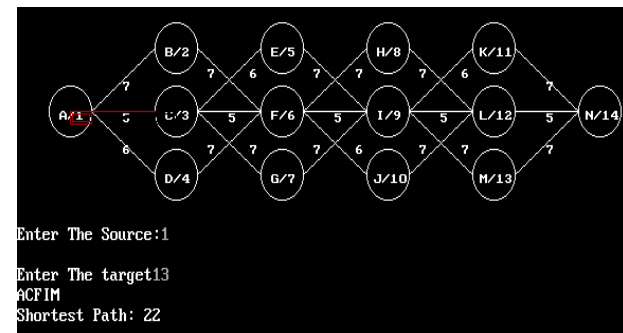 B/2 E/5 H/8 K/11
7 7 6 7 7 7 6 7
A/1 5 C/3 5 F/6 5 I/9 5 L/12 5 N/14
6 7 7 7 6 7 7 7
D/4 G/7 J/10 M/13
Enter The Source:1
Enter The target13
ACFIM
Shortest Path: 22